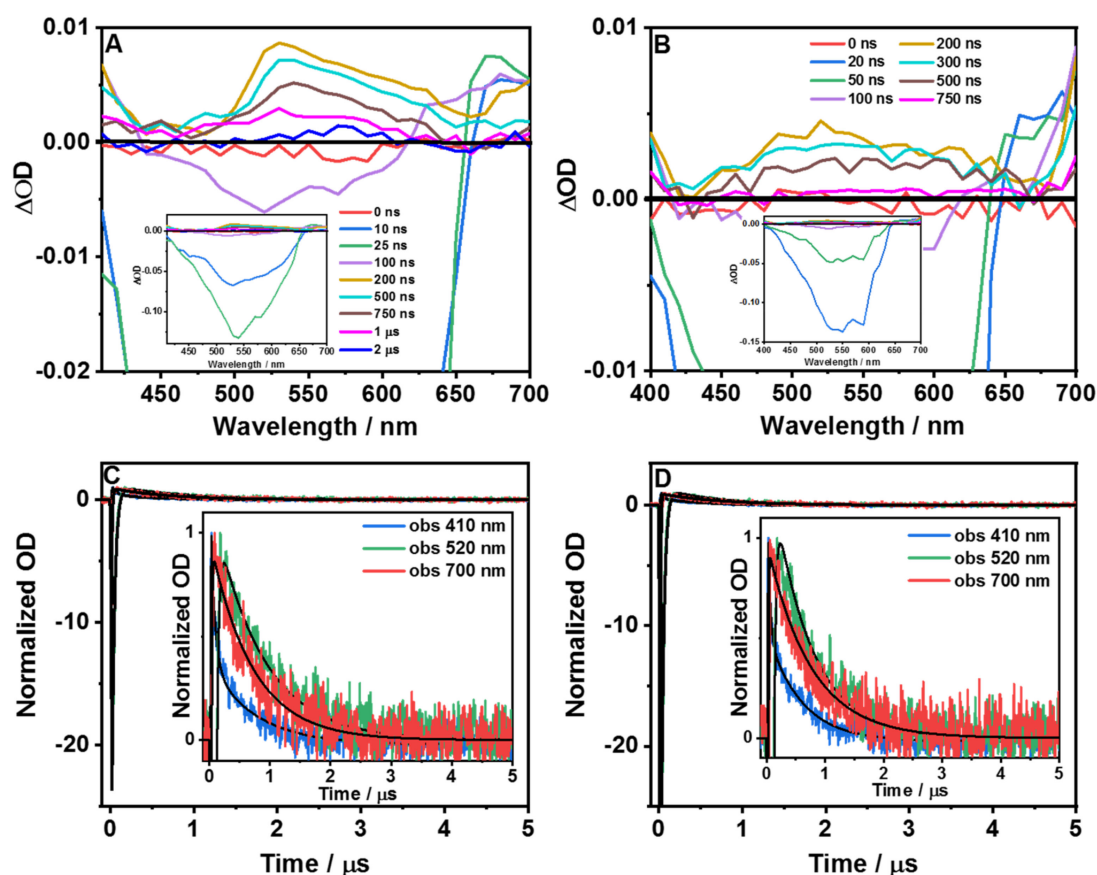 A
0.01
0.00
-0.01
-0.02
ΔOD
450 500 550 600 650 700
Wavelength / nm
0 ns
10 ns
25 ns
100 ns
200 ns
500 ns
750 ns
1 μs
2 μs
0.00
-0.05
-0.10
ΔOD
450 500 550 600 650 700
Wavelength / nm
B
0.01
0.00
-0.01
ΔOD
400 450 500 550 600 650 700
Wavelength / nm
0 ns 200 ns
20 ns 300 ns
50 ns 500 ns
100 ns 750 ns
0.00
-0.05
-0.10
-0.15
ΔOD
400 450 500 550 600 650 700
Wavelength / nm
C
0
-10
-20
Normalized OD
0 1 2 3 4 5
Time / μs
obs 410 nm
obs 520 nm
obs 700 nm
1
0
Normalized OD
0 1 2 3 4 5
Time / μs
D
0
-10
-20
Normalized OD
0 1 2 3 4 5
Time / μs
obs 410 nm
obs 520 nm
obs 700 nm
1
0
Normalized OD
0 1 2 3 4 5
Time / μs